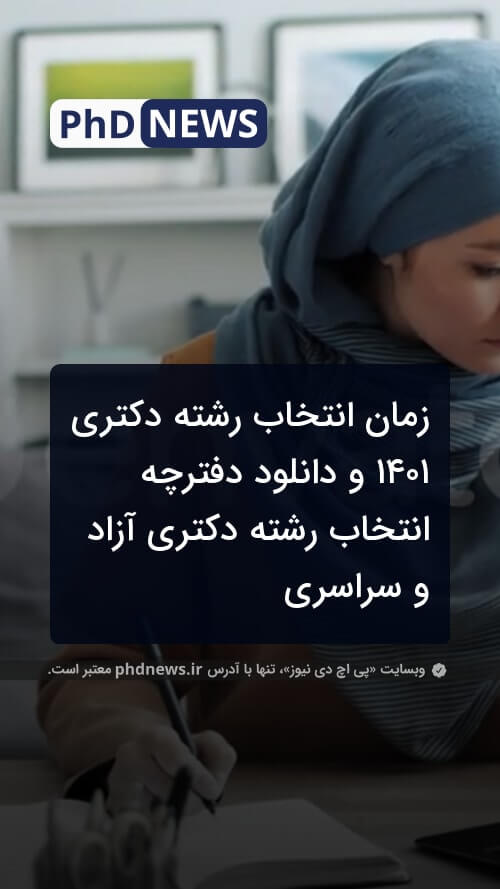 PhD NEWS
زمان انتخاب رشته دکتری
۱۴۰۱ و دانلود دفترچه
انتخاب رشته دکتری آزاد
و سراسری
وبسایت «پی اچ دی نیوز»، تنها با آدرس phdnews.ir معتبر است.